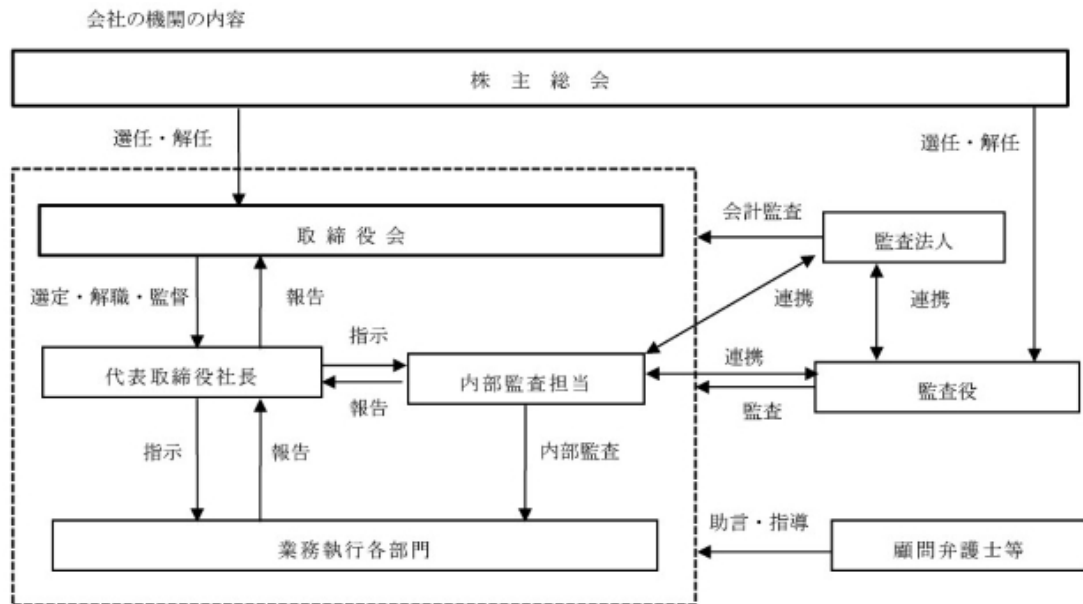 会社の機関の内容
株主総会
選任・解任
選任・解任
会計監査
取締役会
監査法人
選定・解職・監督
報告
連携
連携
指示
代表取締役社長
内部監査担当
連携
監査役
報告
監査
指示
報告
内部監査
助言・指導
業務執行各部門
顧問弁護士等